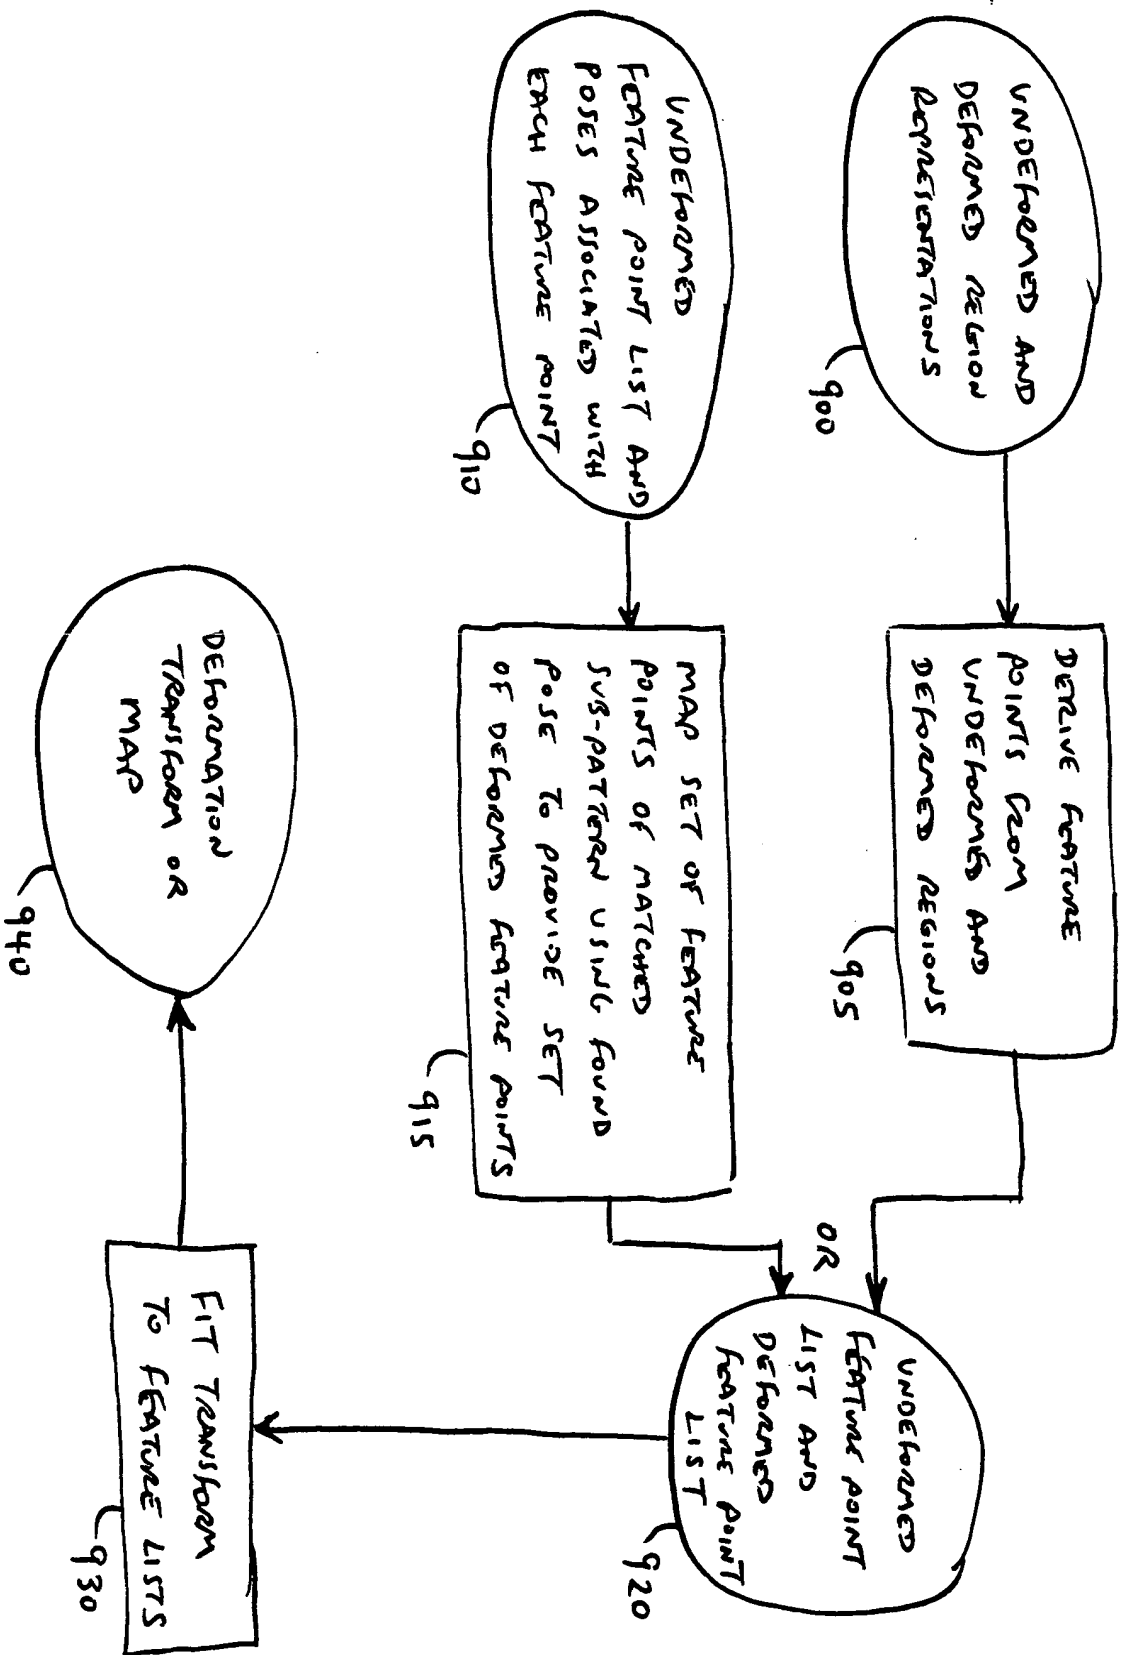 UNDEFORMED AND
DEFORMED REGION
REPRESENTATIONS
900
DERIVE FEATURE
POINTS FROM
UNDEFORMED AND
DEFORMED REGIONS
905
UNDEFORMED
FEATURE POINT LIST AND
POSES ASSOCIATED WITH
EACH FEATURE POINT
910
MAP SET OF FEATURE
POINTS OF MATCHED
SUB-PATTERN USING FOUND
POSE TO PROVIDE SET
OF DEFORMED FEATURE POINTS
915
OR
UNDEFORMED
FEATURE POINT
LIST AND
DEFORMED
FEATURE POINT
LIST
920
FIT TRANSFORM
TO FEATURE LISTS
930
DEFORMATION
TRANSFORM OR
MAP
940